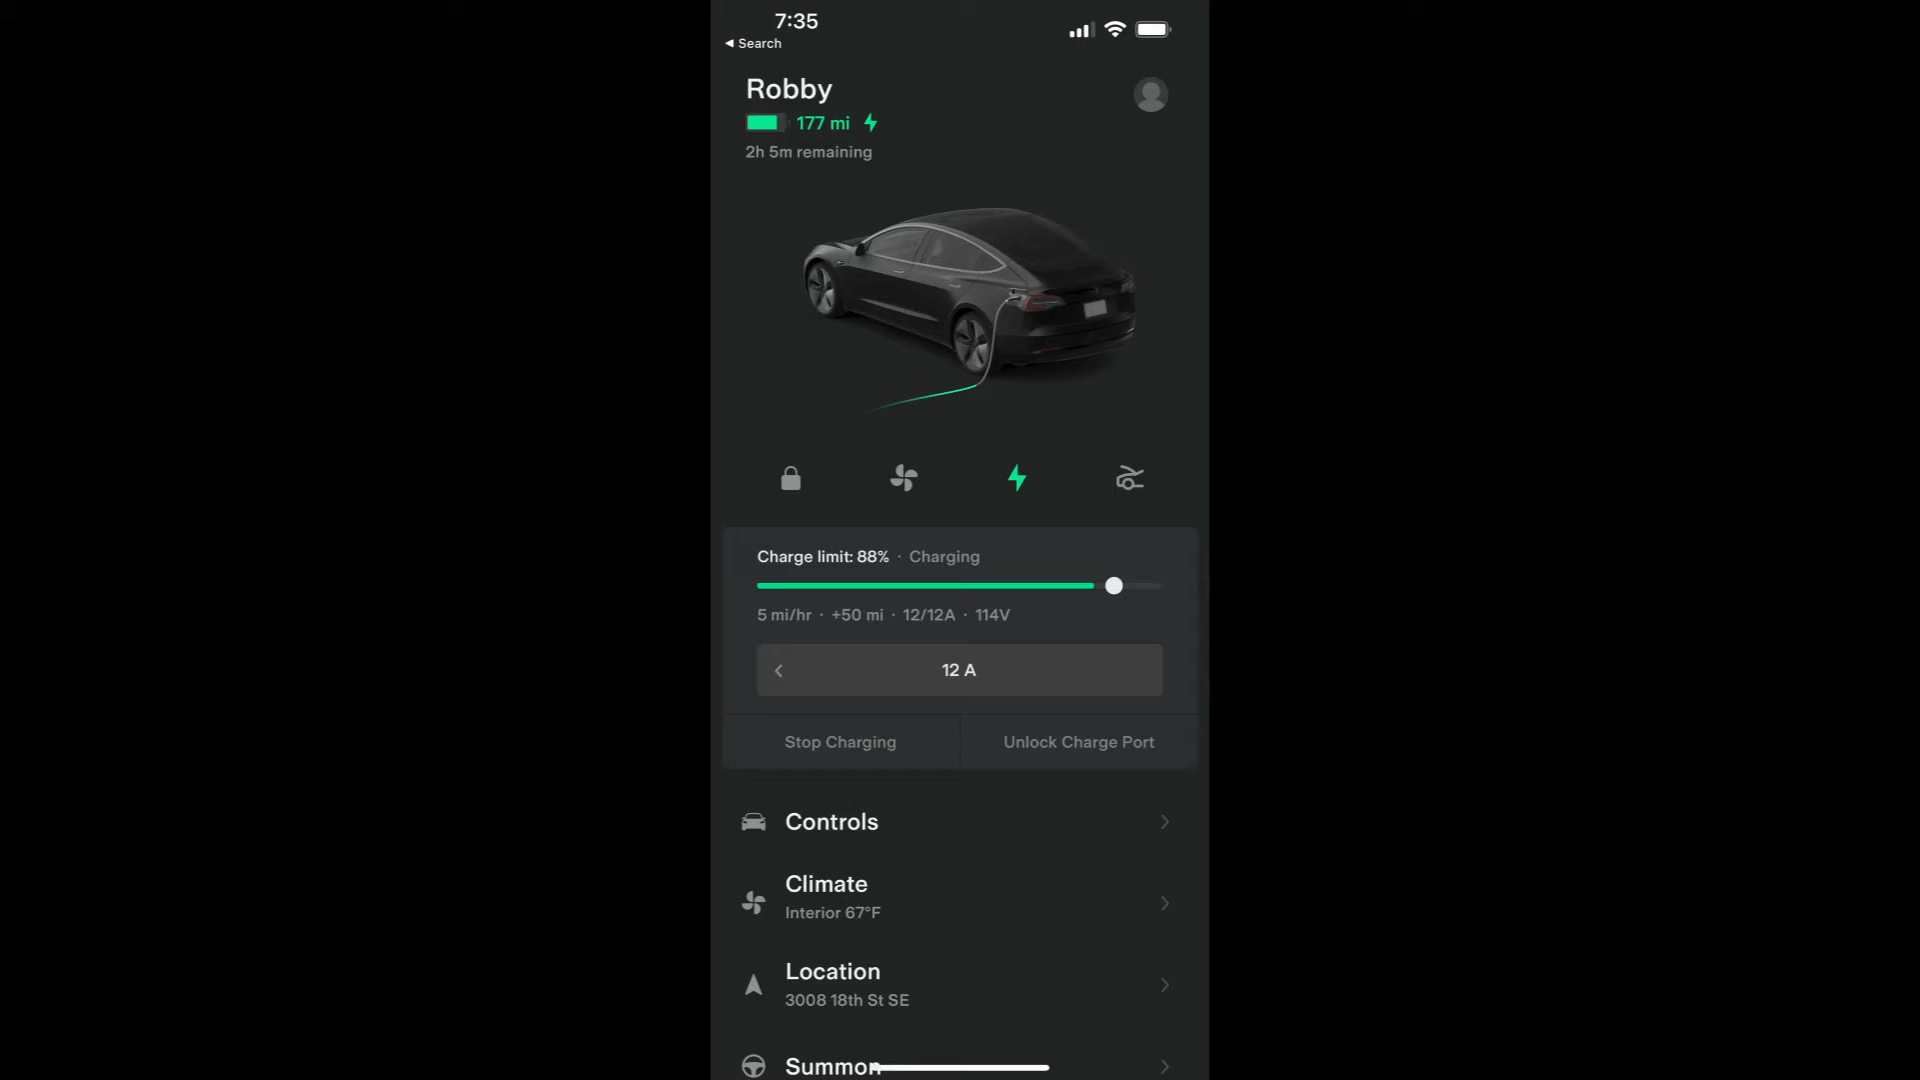 7:35
◀ Search
Robby
177 mi
2h 5m remaining
Charge limit: 88% · Charging
5 mi/hr · +50 mi · 12/12A · 114V
12 A
Stop Charging
Unlock Charge Port
Controls
Climate
Interior 67°F
Location
3008 18th St SE
Summon